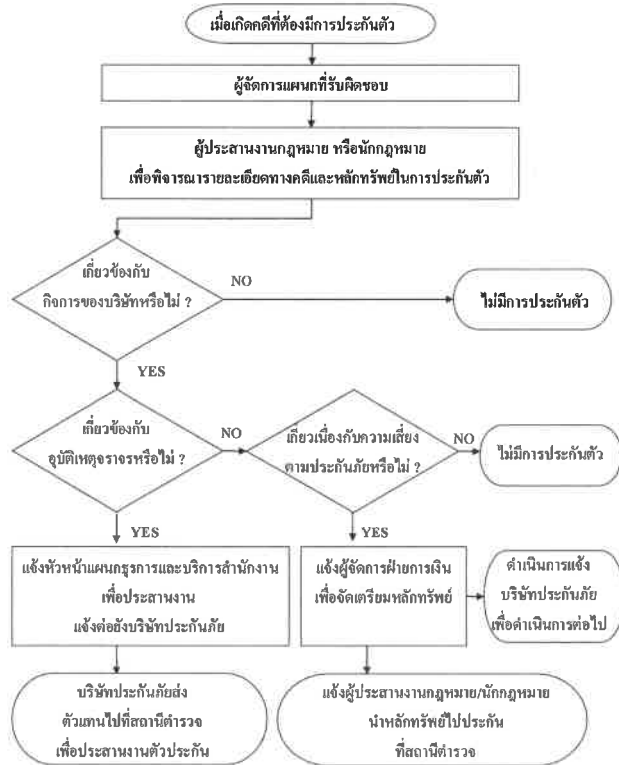 เมื่อเกิดคดีที่ต้องมีการประกันตัว
ผู้จัดการแผนกที่รับผิดชอบ
ผู้ประสานงานกฎหมาย หรือนักกฎหมาย
เพื่อพิจารณารายละเอียดทางคดีและหลักทรัพย์ในการประกันตัว
เกี่ยวข้องกับ
กิจการของบริษัทหรือไม่ ?
NO
ไม่มีการประกันตัว
YES
เกี่ยวข้องกับ
อุบัติเหตุจราจรหรือไม่ ?
NO
เกี่ยวเนื่องกับความเสี่ยง
ตามประกันภัยหรือไม่ ?
NO
ไม่มีการประกันตัว
YES
YES
แจ้งหัวหน้าแผนกธุรการและบริการสำนักงาน
เพื่อประสานงาน
แจ้งต่อยังบริษัทประกันภัย
แจ้งผู้จัดการฝ่ายการเงิน
เพื่อจัดเตรียมหลักทรัพย์
ดำเนินการแจ้ง
บริษัทประกันภัย
เพื่อดำเนินการต่อไป
บริษัทประกันภัยส่ง
ตัวแทนไปที่สถานีตำรวจ
เพื่อประสานงานตัวประกัน
แจ้งผู้ประสานงานกฎหมาย/นักกฎหมาย
นำหลักทรัพย์ไปประกัน
ที่สถานีตำรวจ